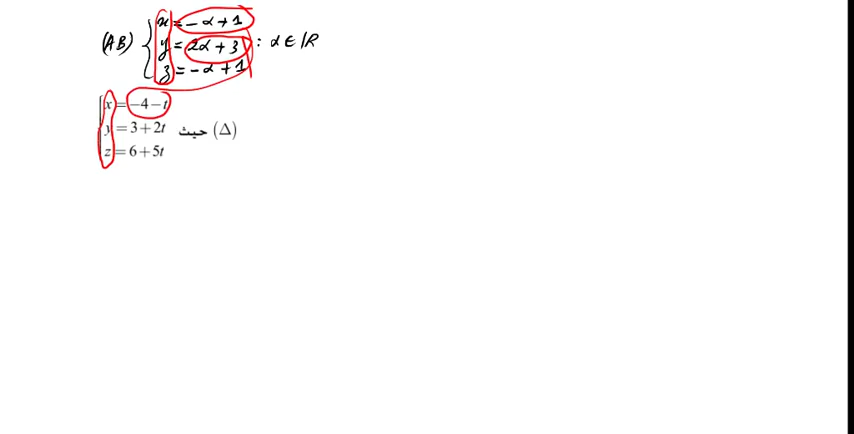 x = -α + 1
(AB) { y = 2α + 3 : α ∈ IR
z = -α + 1
x = -4 - t
y = 3 + 2t حيث (Δ)
z = 6 + 5t